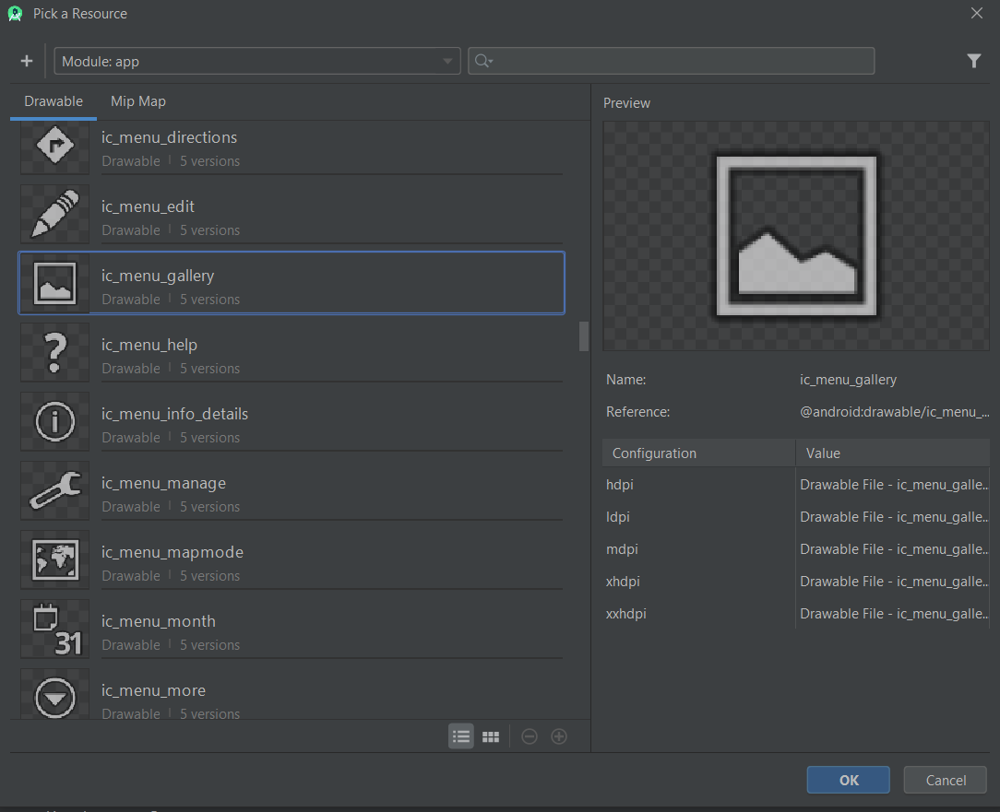 Pick a Resource
Module: app
Drawable Mip Map
ic_menu_directions
Drawable | 5 versions
ic_menu_edit
Drawable | 5 versions
ic_menu_gallery
Drawable | 5 versions
ic_menu_help
Drawable | 5 versions
ic_menu_info_details
Drawable | 5 versions
ic_menu_manage
Drawable | 5 versions
ic_menu_mapmode
Drawable | 5 versions
31
ic_menu_month
Drawable | 5 versions
ic_menu_more
Drawable | 5 versions
Preview
Name: ic_menu_gallery
Reference: @android:drawable/ic_menu_...
Configuration Value
hdpi Drawable File - ic_menu_galle...
ldpi Drawable File - ic_menu_galle...
mdpi Drawable File - ic_menu_galle...
xhdpi Drawable File - ic_menu_galle...
xxhdpi Drawable File - ic_menu_galle...
OK Cancel